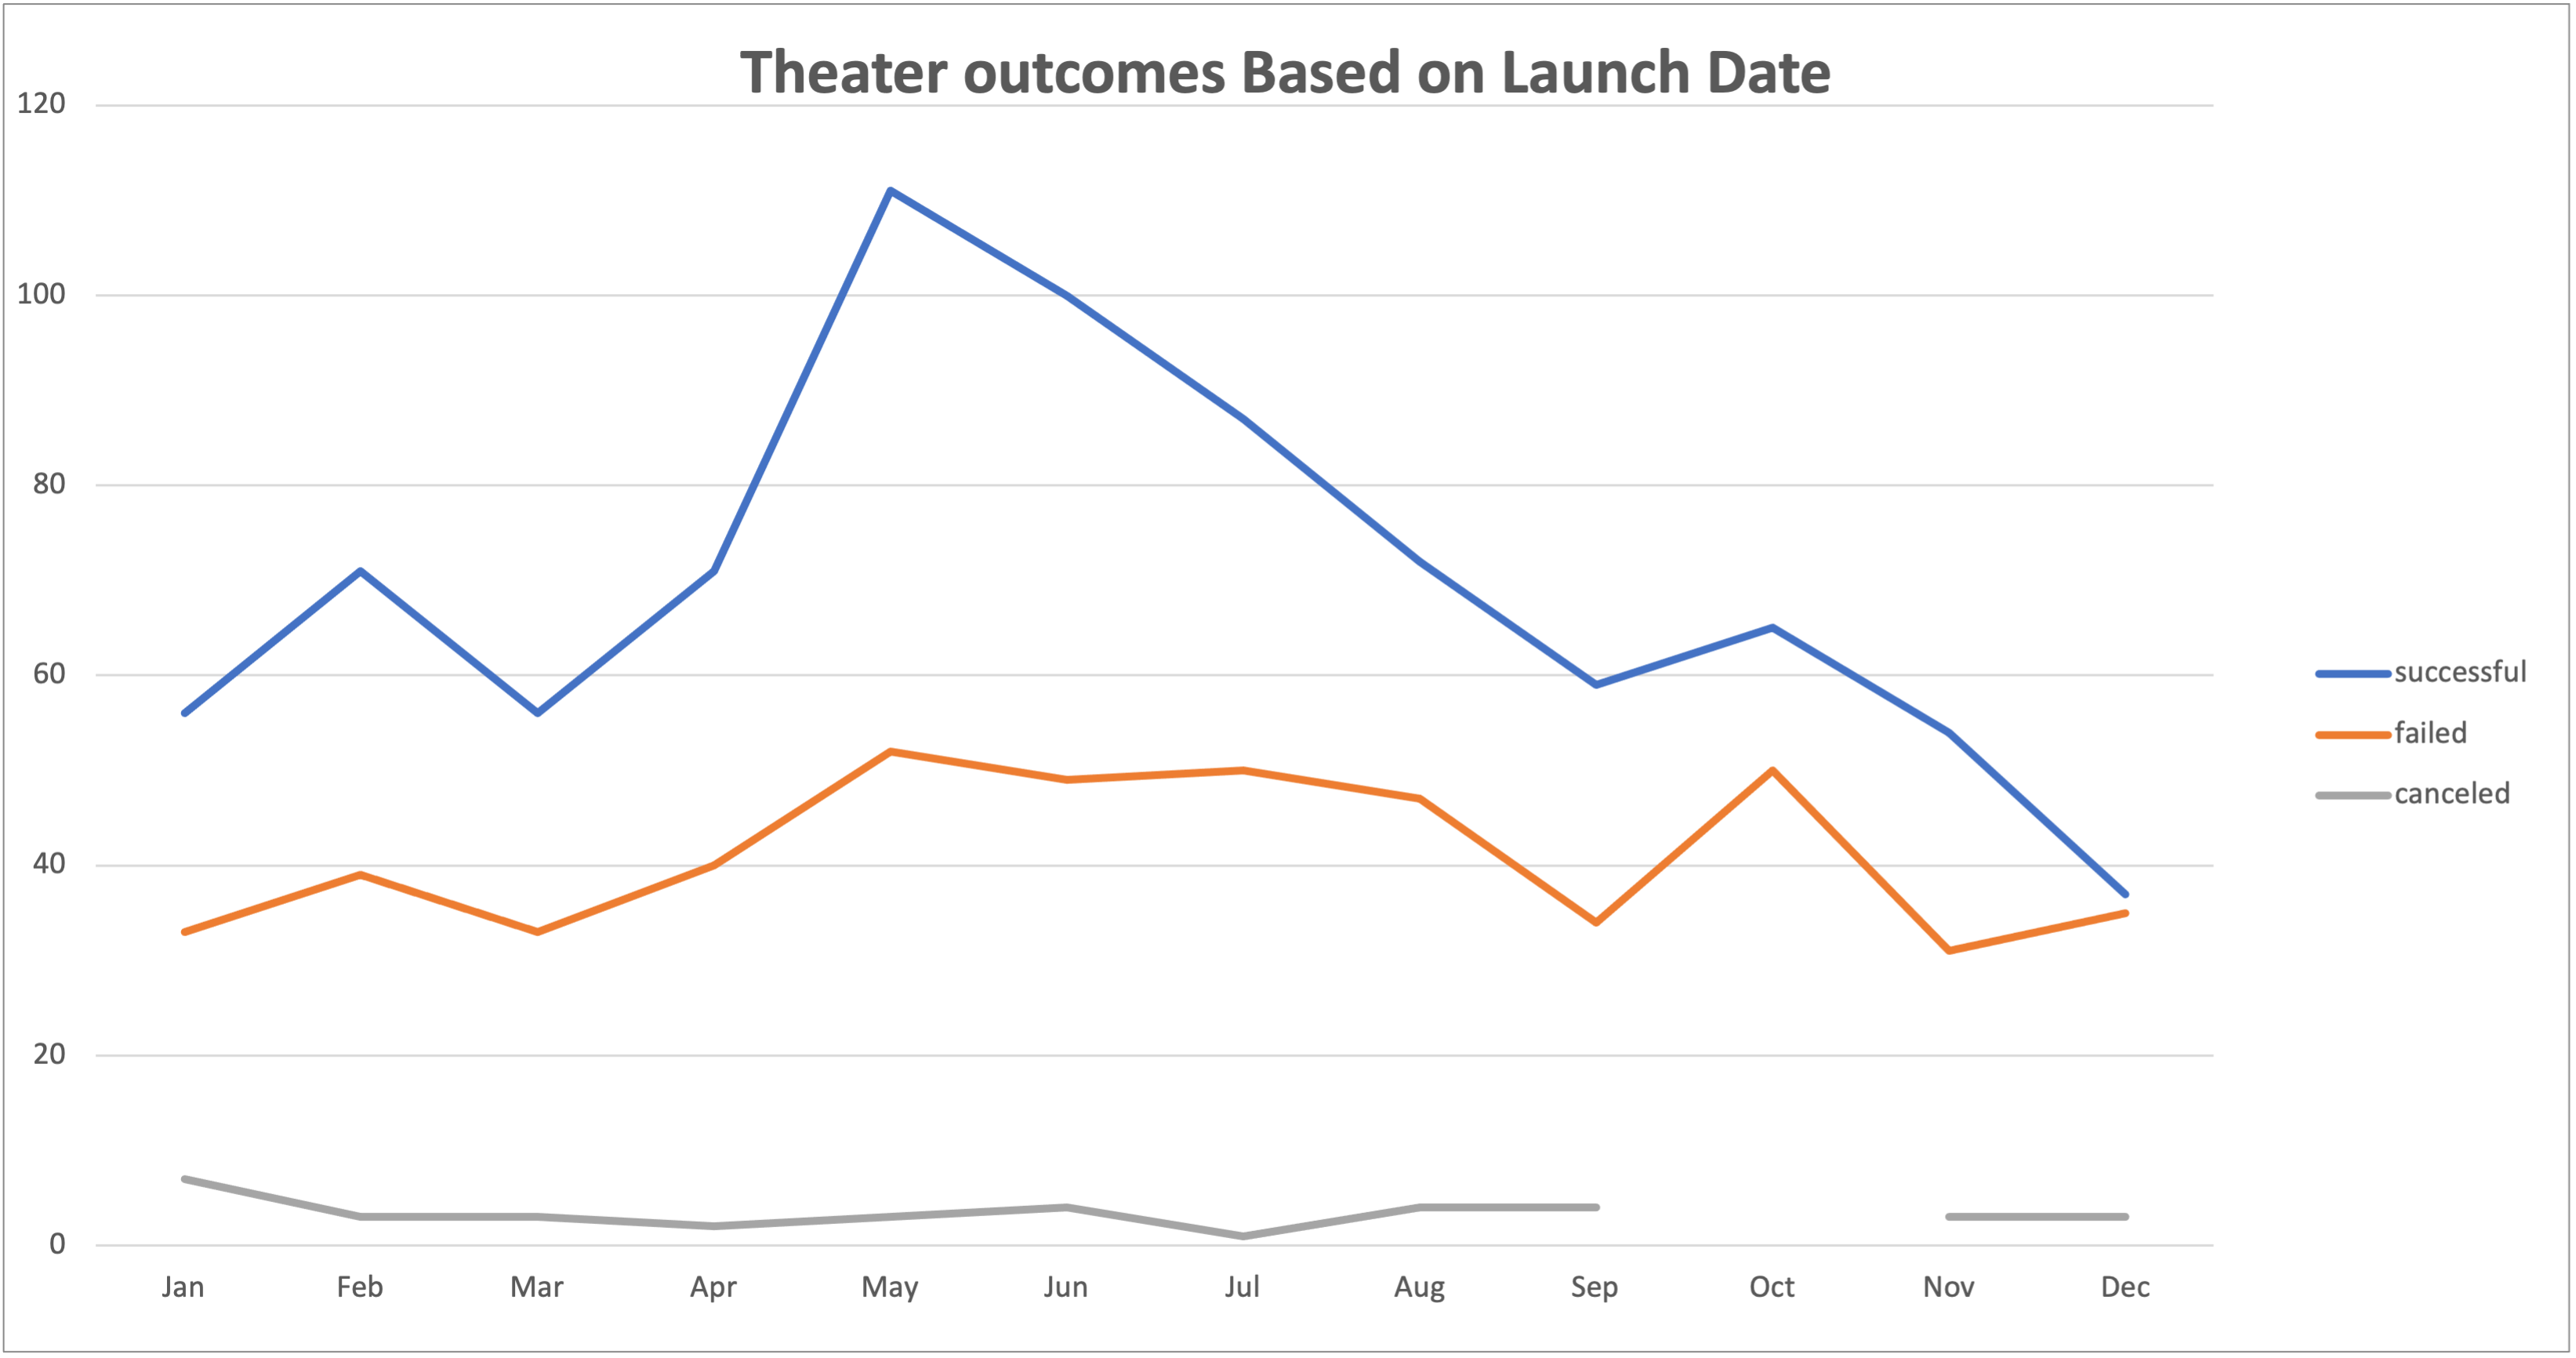 Theater outcomes Based on Launch Date
120
100
80
60
40
20
0
Jan Feb Mar Apr May Jun Jul Aug Sep Oct Nov Dec
successful
failed
canceled